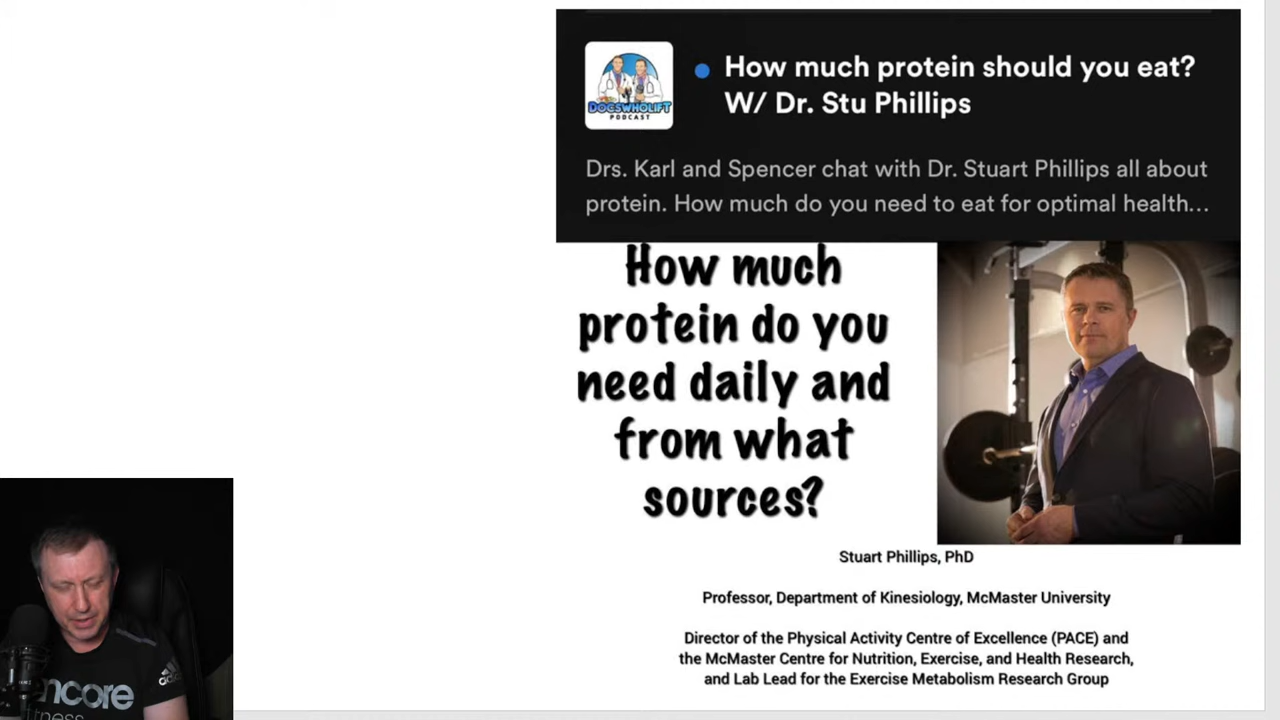 How much protein should you eat?
W/ Dr. Stu Phillips
DOCSWHOLIFT
PODCAST
Drs. Karl and Spencer chat with Dr. Stuart Phillips all about
protein. How much do you need to eat for optimal health...
How much
protein do you
need daily and
from what
sources?
Stuart Phillips, PhD
Professor, Department of Kinesiology, McMaster University
Director of the Physical Activity Centre of Excellence (PACE) and
the McMaster Centre for Nutrition, Exercise, and Health Research,
and Lab Lead for the Exercise Metabolism Research Group